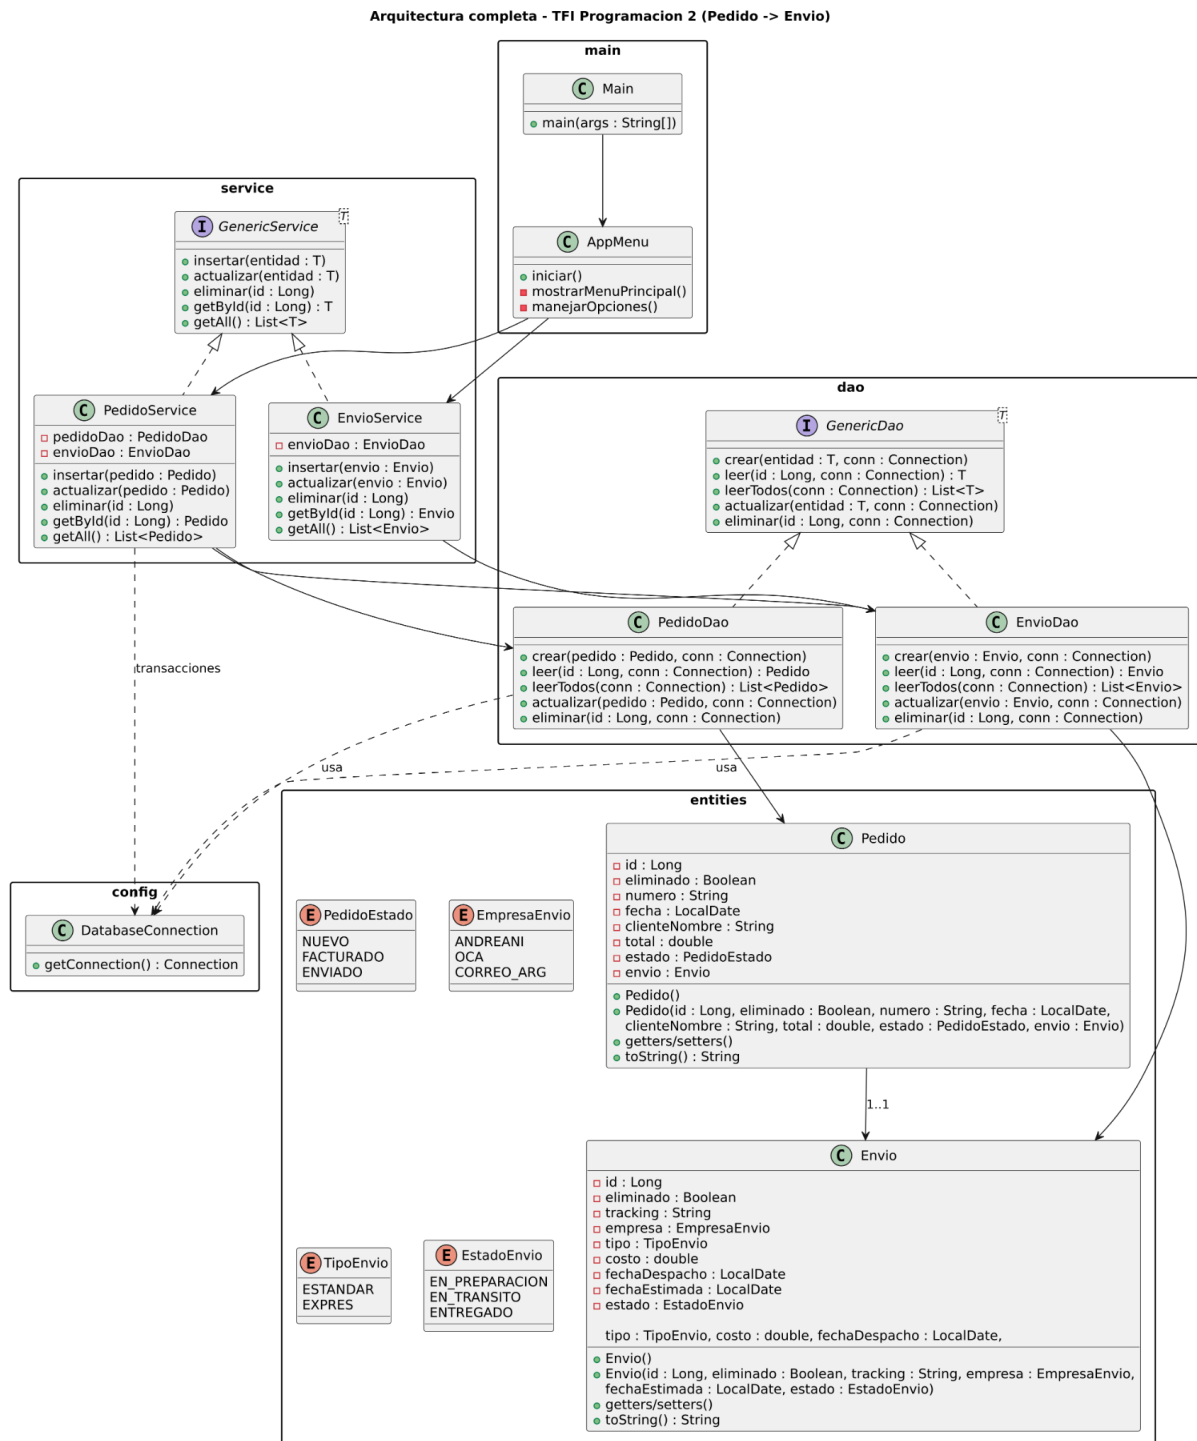 Arquitectura completa - TFI Programacion 2 (Pedido -> Envio)
main
C Main
main(args : String[])
C AppMenu
iniciar()
mostrarMenuPrincipal()
manejarOpciones()
service
I GenericService T
insertar(entidad : T)
actualizar(entidad : T)
eliminar(id : Long)
getById(id : Long) : T
getAll() : List<T>
C PedidoService
pedidoDao : PedidoDao
envioDao : EnvioDao
insertar(pedido : Pedido)
actualizar(pedido : Pedido)
eliminar(id : Long)
getById(id : Long) : Pedido
getAll() : List<Pedido>
C EnvioService
envioDao : EnvioDao
insertar(envio : Envio)
actualizar(envio : Envio)
eliminar(id : Long)
getById(id : Long) : Envio
getAll() : List<Envio>
dao
I GenericDao T
crear(entidad : T, conn : Connection)
leer(id : Long, conn : Connection) : T
leerTodos(conn : Connection) : List<T>
actualizar(entidad : T, conn : Connection)
eliminar(id : Long, conn : Connection)
C PedidoDao
crear(pedido : Pedido, conn : Connection)
leer(id : Long, conn : Connection) : Pedido
leerTodos(conn : Connection) : List<Pedido>
actualizar(pedido : Pedido, conn : Connection)
eliminar(id : Long, conn : Connection)
C EnvioDao
crear(envio : Envio, conn : Connection)
leer(id : Long, conn : Connection) : Envio
leerTodos(conn : Connection) : List<Envio>
actualizar(envio : Envio, conn : Connection)
eliminar(id : Long, conn : Connection)
transacciones
usa
usa
config
C DatabaseConnection
getConnection() : Connection
entities
E PedidoEstado
NUEVO
FACTURADO
ENVIADO
E EmpresaEnvio
ANDREANI
OCA
CORREO_ARG
C Pedido
id : Long
eliminado : Boolean
numero : String
fecha : LocalDate
clienteNombre : String
total : double
estado : PedidoEstado
envio : Envio
Pedido()
Pedido(id : Long, eliminado : Boolean, numero : String, fecha : LocalDate,
clienteNombre : String, total : double, estado : PedidoEstado, envio : Envio)
getters/setters()
toString() : String
1..1
E TipoEnvio
ESTANDAR
EXPRES
E EstadoEnvio
EN_PREPARACION
EN_TRANSITO
ENTREGADO
C Envio
id : Long
eliminado : Boolean
tracking : String
empresa : EmpresaEnvio
tipo : TipoEnvio
costo : double
fechaDespacho : LocalDate
fechaEstimada : LocalDate
estado : EstadoEnvio
tipo : TipoEnvio, costo : double, fechaDespacho : LocalDate,
Envio()
Envio(id : Long, eliminado : Boolean, tracking : String, empresa : EmpresaEnvio,
fechaEstimada : LocalDate, estado : EstadoEnvio)
getters/setters()
toString() : String